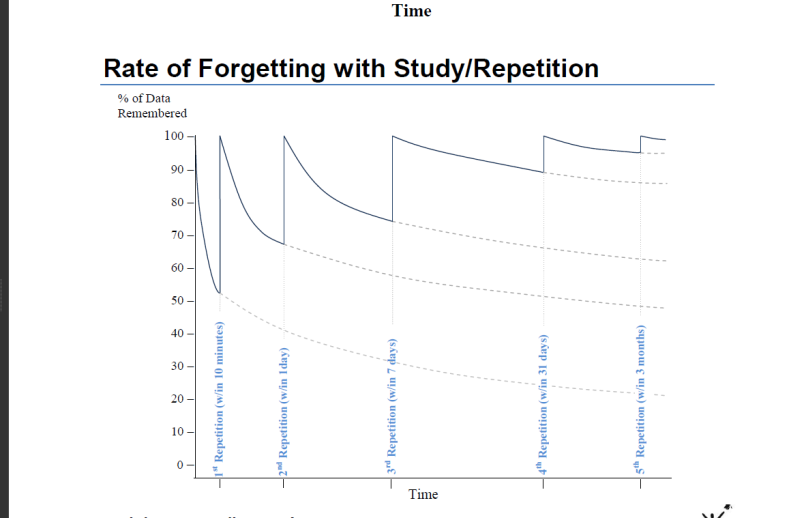 Time
Rate of Forgetting with Study/Repetition
% of Data
Remembered
100
90
80
70
60
50
40
30
20
10
0
1st Repetition (w/in 10 minutes)
2nd Repetition (w/in 1day)
3rd Repetition (w/in 7 days)
4th Repetition (w/in 31 days)
5th Repetition (w/in 3 months)
Time